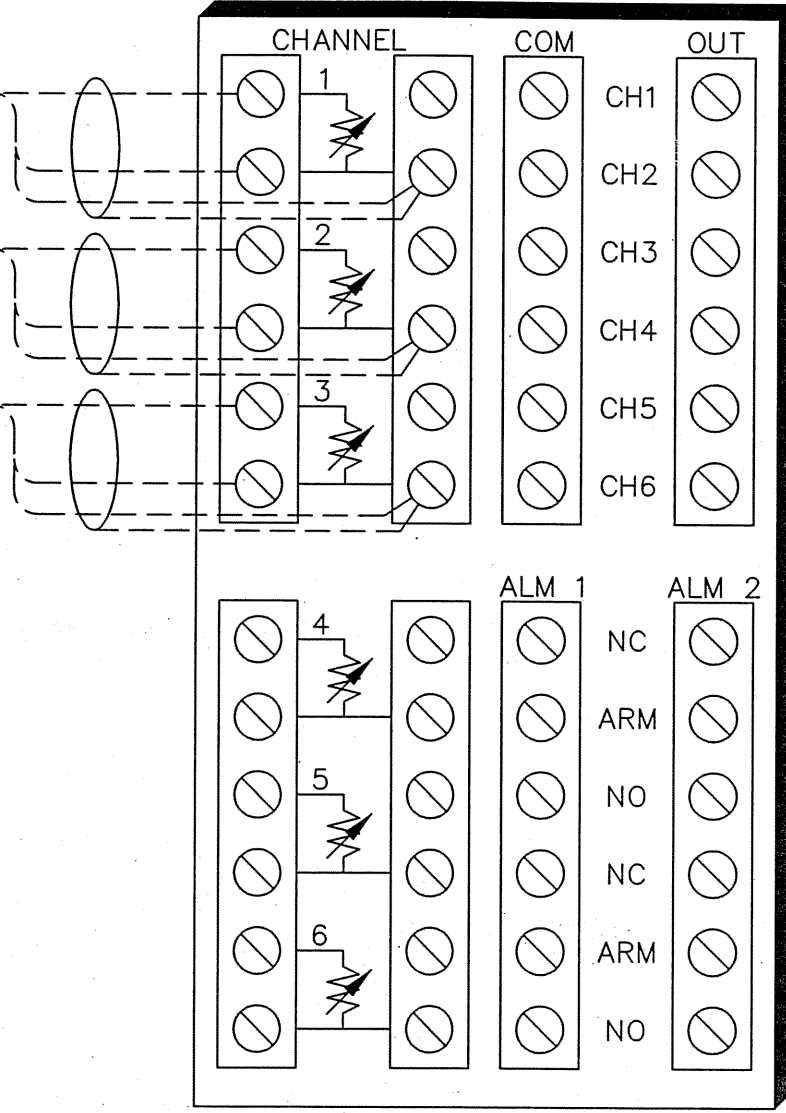 CHANNEL COM OUT
1 CH1
CH2
2 CH3
CH4
3 CH5
CH6
ALM 1 ALM 2
4 NC
ARM
5 NO
NC
6 ARM
NO